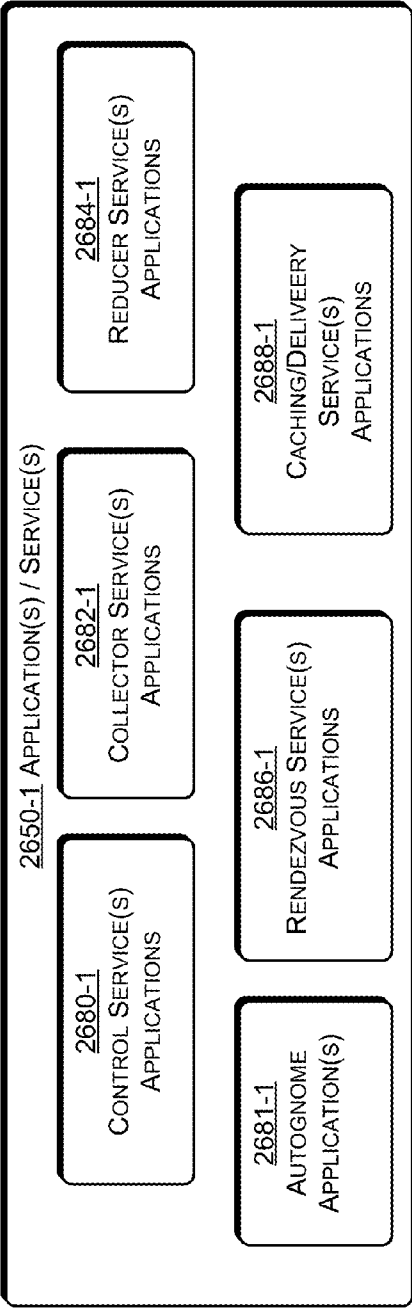 2650-1 APPLICATION(S) / SERVICE(S)
2680-1
CONTROL SERVICE(S)
APPLICATIONS
2682-1
COLLECTOR SERVICE(S)
APPLICATIONS
2684-1
REDUCER SERVICE(S)
APPLICATIONS
2681-1
AUTOGNOME
APPLICATION(S)
2686-1
RENDEZVOUS SERVICE(S)
APPLICATIONS
2688-1
CACHING/DELIVEERY
SERVICE(S)
APPLICATIONS